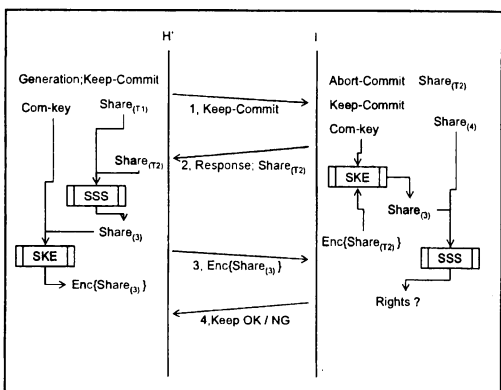 H' I
Generation;Keep-Commit
Com-key Share(T1)
Share(T2)
SSS
Share(3)
SKE
Enc{Share(3)}
1, Keep-Commit
2, Response; Share(T2)
3, Enc{Share(3)}
4,Keep OK / NG
Abort-Commit Share(T2)
Keep-Commit
Com-key Share(4)
SKE
Share(3)
Enc{Share(T2)}
SSS
Rights ?